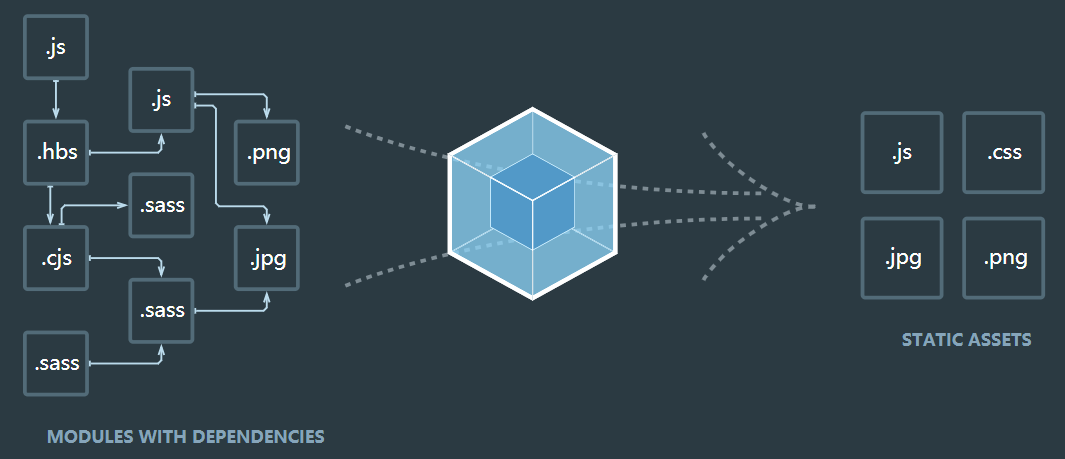 .js
.js
.hbs
.png
.sass
.cjs
.jpg
.sass
.sass
MODULES WITH DEPENDENCIES
.js
.css
.jpg
.png
STATIC ASSETS